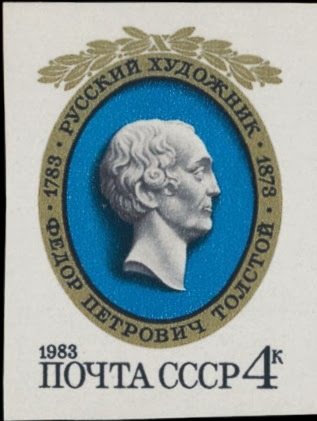 · РУССКИЙ ХУДОЖНИК ·
1783 · ФЕДОР ПЕТРОВИЧ ТОЛСТОЙ · 1873
1983
ПОЧТА СССР 4К